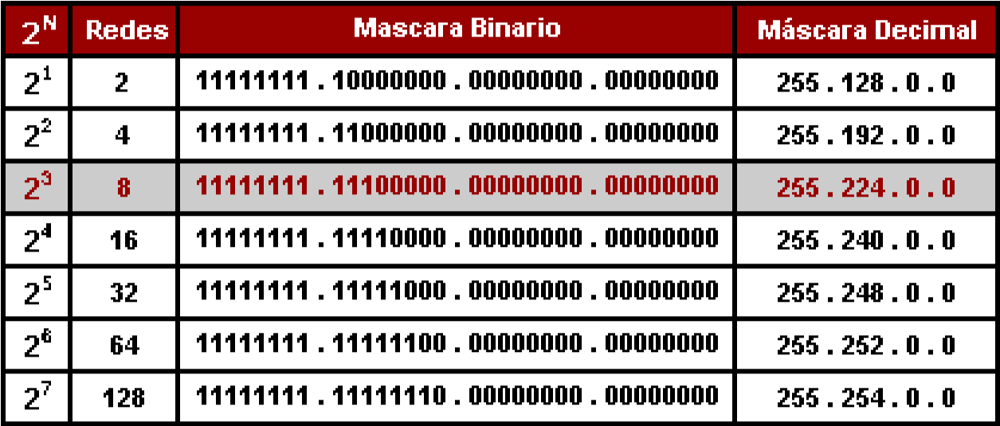 2^N Redes Mascara Binario Máscara Decimal
2^1 2 11111111 . 10000000 . 00000000 . 00000000 255 . 128 . 0 . 0
2^2 4 11111111 . 11000000 . 00000000 . 00000000 255 . 192 . 0 . 0
2^3 8 11111111 . 11100000 . 00000000 . 00000000 255 . 224 . 0 . 0
2^4 16 11111111 . 11110000 . 00000000 . 00000000 255 . 240 . 0 . 0
2^5 32 11111111 . 11111000 . 00000000 . 00000000 255 . 248 . 0 . 0
2^6 64 11111111 . 11111100 . 00000000 . 00000000 255 . 252 . 0 . 0
2^7 128 11111111 . 11111110 . 00000000 . 00000000 255 . 254 . 0 . 0